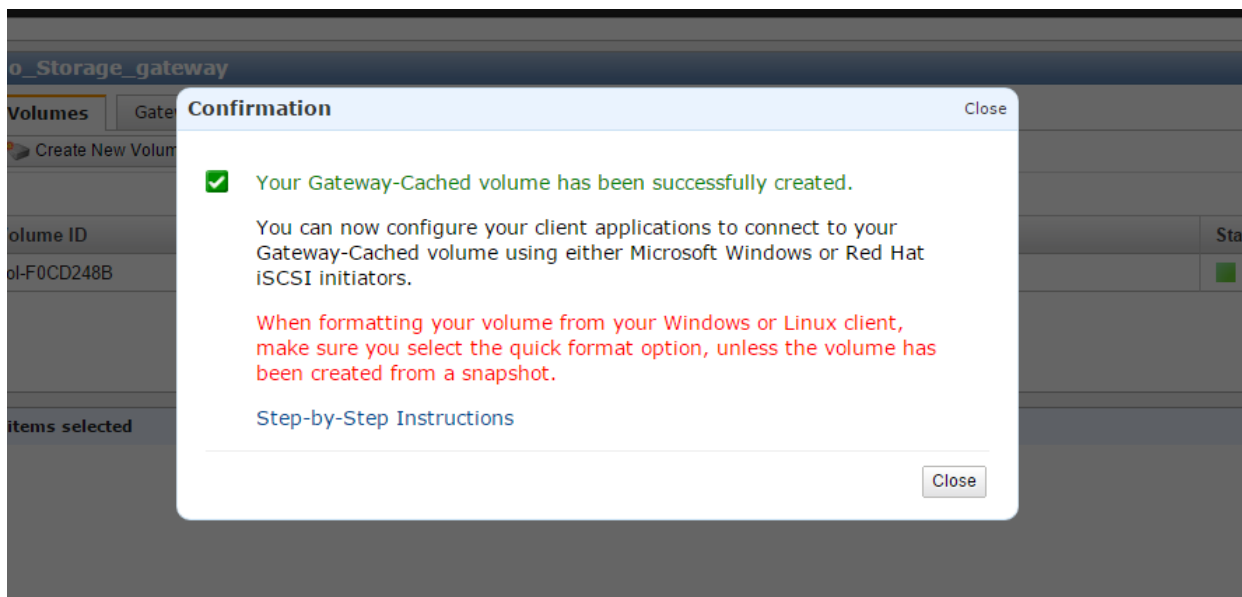 o_Storage_gateway
Volumes
Create New Volum
olume ID
Sta
ol-F0CD248B
items selected
Confirmation
Close
Your Gateway-Cached volume has been successfully created.
You can now configure your client applications to connect to your
Gateway-Cached volume using either Microsoft Windows or Red Hat
iSCSI initiators.
When formatting your volume from your Windows or Linux client,
make sure you select the quick format option, unless the volume has
been created from a snapshot.
Step-by-Step Instructions
Close